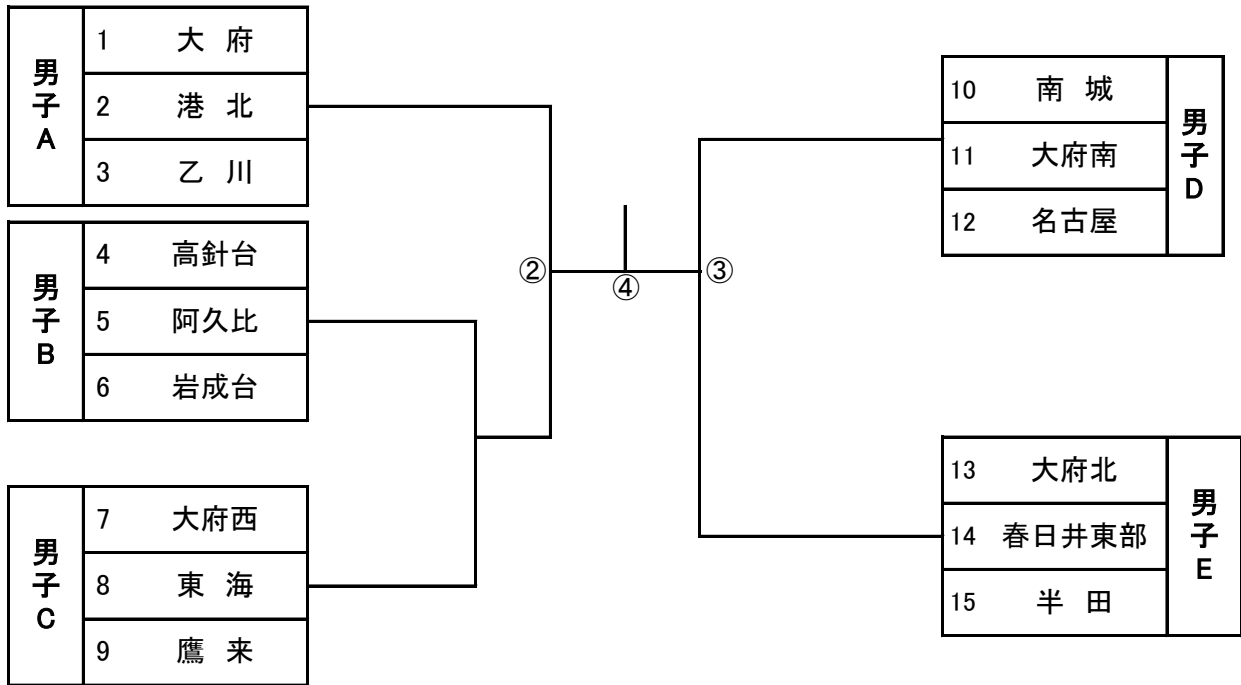 男子A
1 大 府
2 港 北
3 乙 川
男子B
4 高針台
5 阿久比
6 岩成台
男子C
7 大府西
8 東 海
9 鷹 来
②
④
③
10 南 城
11 大府南
12 名古屋
男子D
13 大府北
14 春日井東部
15 半 田
男子E